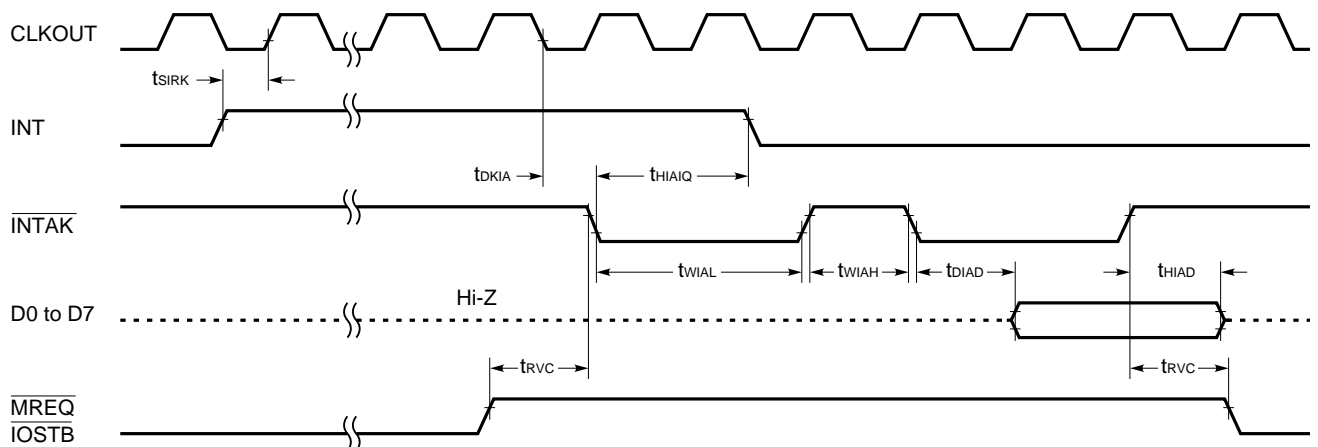 CLKOUT
tSIRK
INT
tDKIA
tHIAIQ
INTAK
tWIAL
tWIAH
tDIAD
tHIAD
Hi-Z
D0 to D7
tRVC
tRVC
MREQ
IOSTB